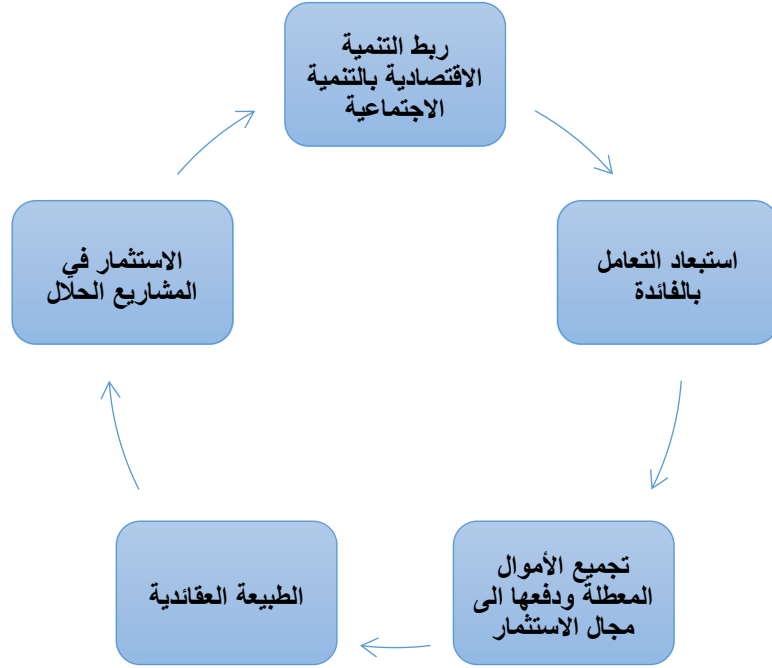 ربط التنمية
الاقتصادية بالتنمية
الاجتماعية
استبعاد التعامل
بالفائدة
تجميع الأموال
المعطلة ودفعها الى
مجال الاستثمار
الطبيعة العقائدية
الاستثمار في
المشاريع الحلال